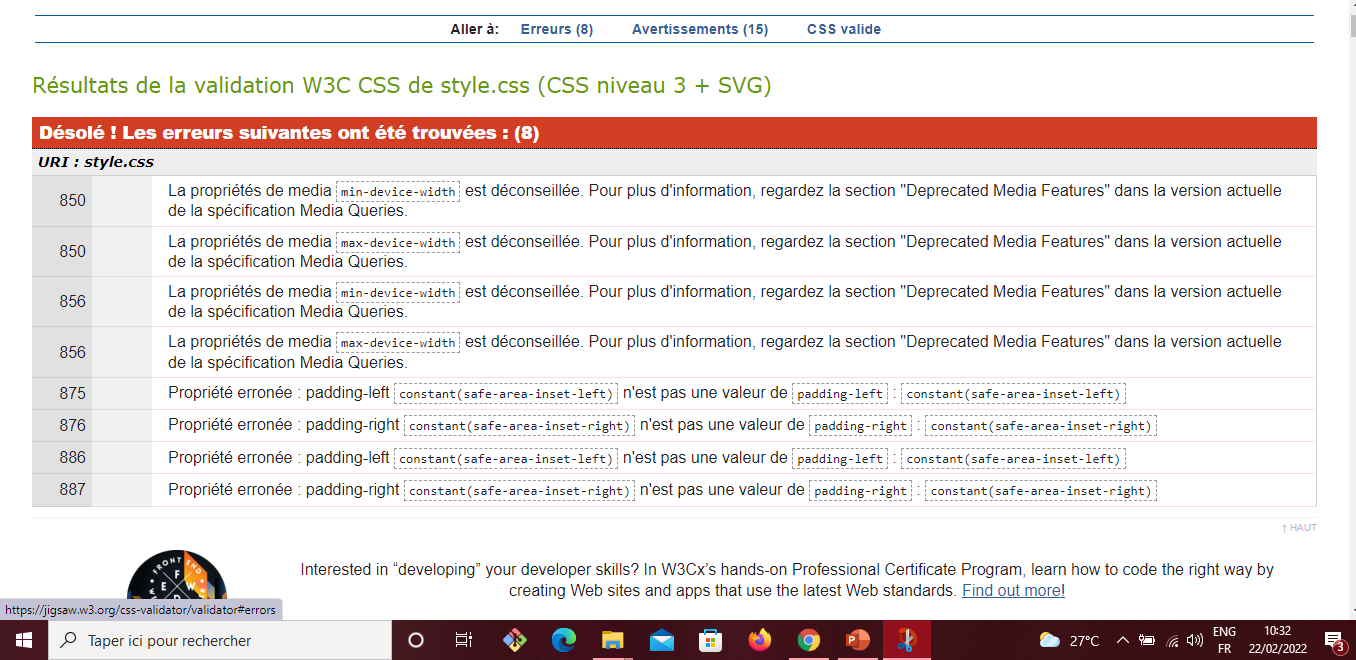 Aller à: Erreurs (8) Avertissements (15) CSS valide
Résultats de la validation W3C CSS de style.css (CSS niveau 3 + SVG)
Désolé ! Les erreurs suivantes ont été trouvées : (8)
URI : style.css
850 La propriétés de media min-device-width est déconseillée. Pour plus d'information, regardez la section "Deprecated Media Features" dans la version actuelle
de la spécification Media Queries.
850 La propriétés de media max-device-width est déconseillée. Pour plus d'information, regardez la section "Deprecated Media Features" dans la version actuelle
de la spécification Media Queries.
856 La propriétés de media min-device-width est déconseillée. Pour plus d'information, regardez la section "Deprecated Media Features" dans la version actuelle
de la spécification Media Queries.
856 La propriétés de media max-device-width est déconseillée. Pour plus d'information, regardez la section "Deprecated Media Features" dans la version actuelle
de la spécification Media Queries.
875 Propriété erronée : padding-left constant(safe-area-inset-left) n'est pas une valeur de padding-left : constant(safe-area-inset-left)
876 Propriété erronée : padding-right constant(safe-area-inset-right) n'est pas une valeur de padding-right : constant(safe-area-inset-right)
886 Propriété erronée : padding-left constant(safe-area-inset-left) n'est pas une valeur de padding-left : constant(safe-area-inset-left)
887 Propriété erronée : padding-right constant(safe-area-inset-right) n'est pas une valeur de padding-right : constant(safe-area-inset-right)
↑ HAUT
FRONT END
Interested in “developing” your developer skills? In W3Cx’s hands-on Professional Certificate Program, learn how to code the right way by
creating Web sites and apps that use the latest Web standards. Find out more!
https://jigsaw.w3.org/css-validator/validator#errors
Taper ici pour rechercher
27°C
ENG
FR
10:32
22/02/2022
3